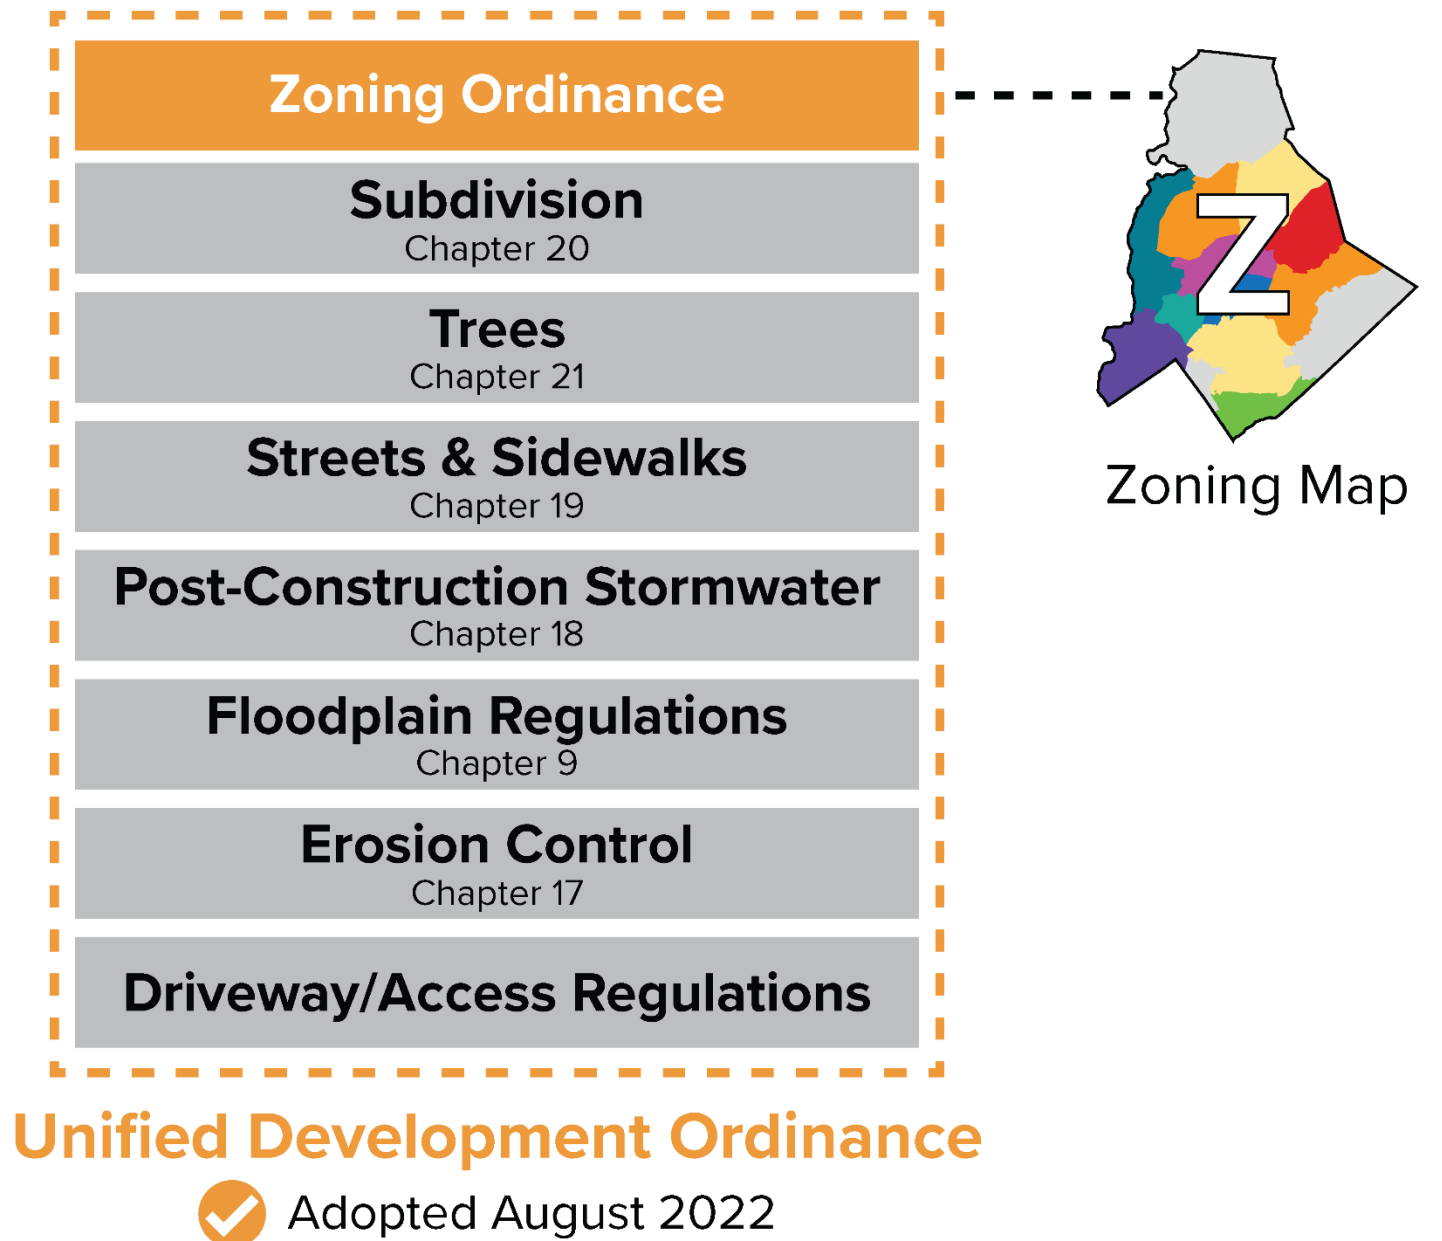 Zoning Ordinance
Subdivision
Chapter 20
Trees
Chapter 21
Streets & Sidewalks
Chapter 19
Post-Construction Stormwater
Chapter 18
Floodplain Regulations
Chapter 9
Erosion Control
Chapter 17
Driveway/Access Regulations
Unified Development Ordinance
Adopted August 2022
Z
Zoning Map